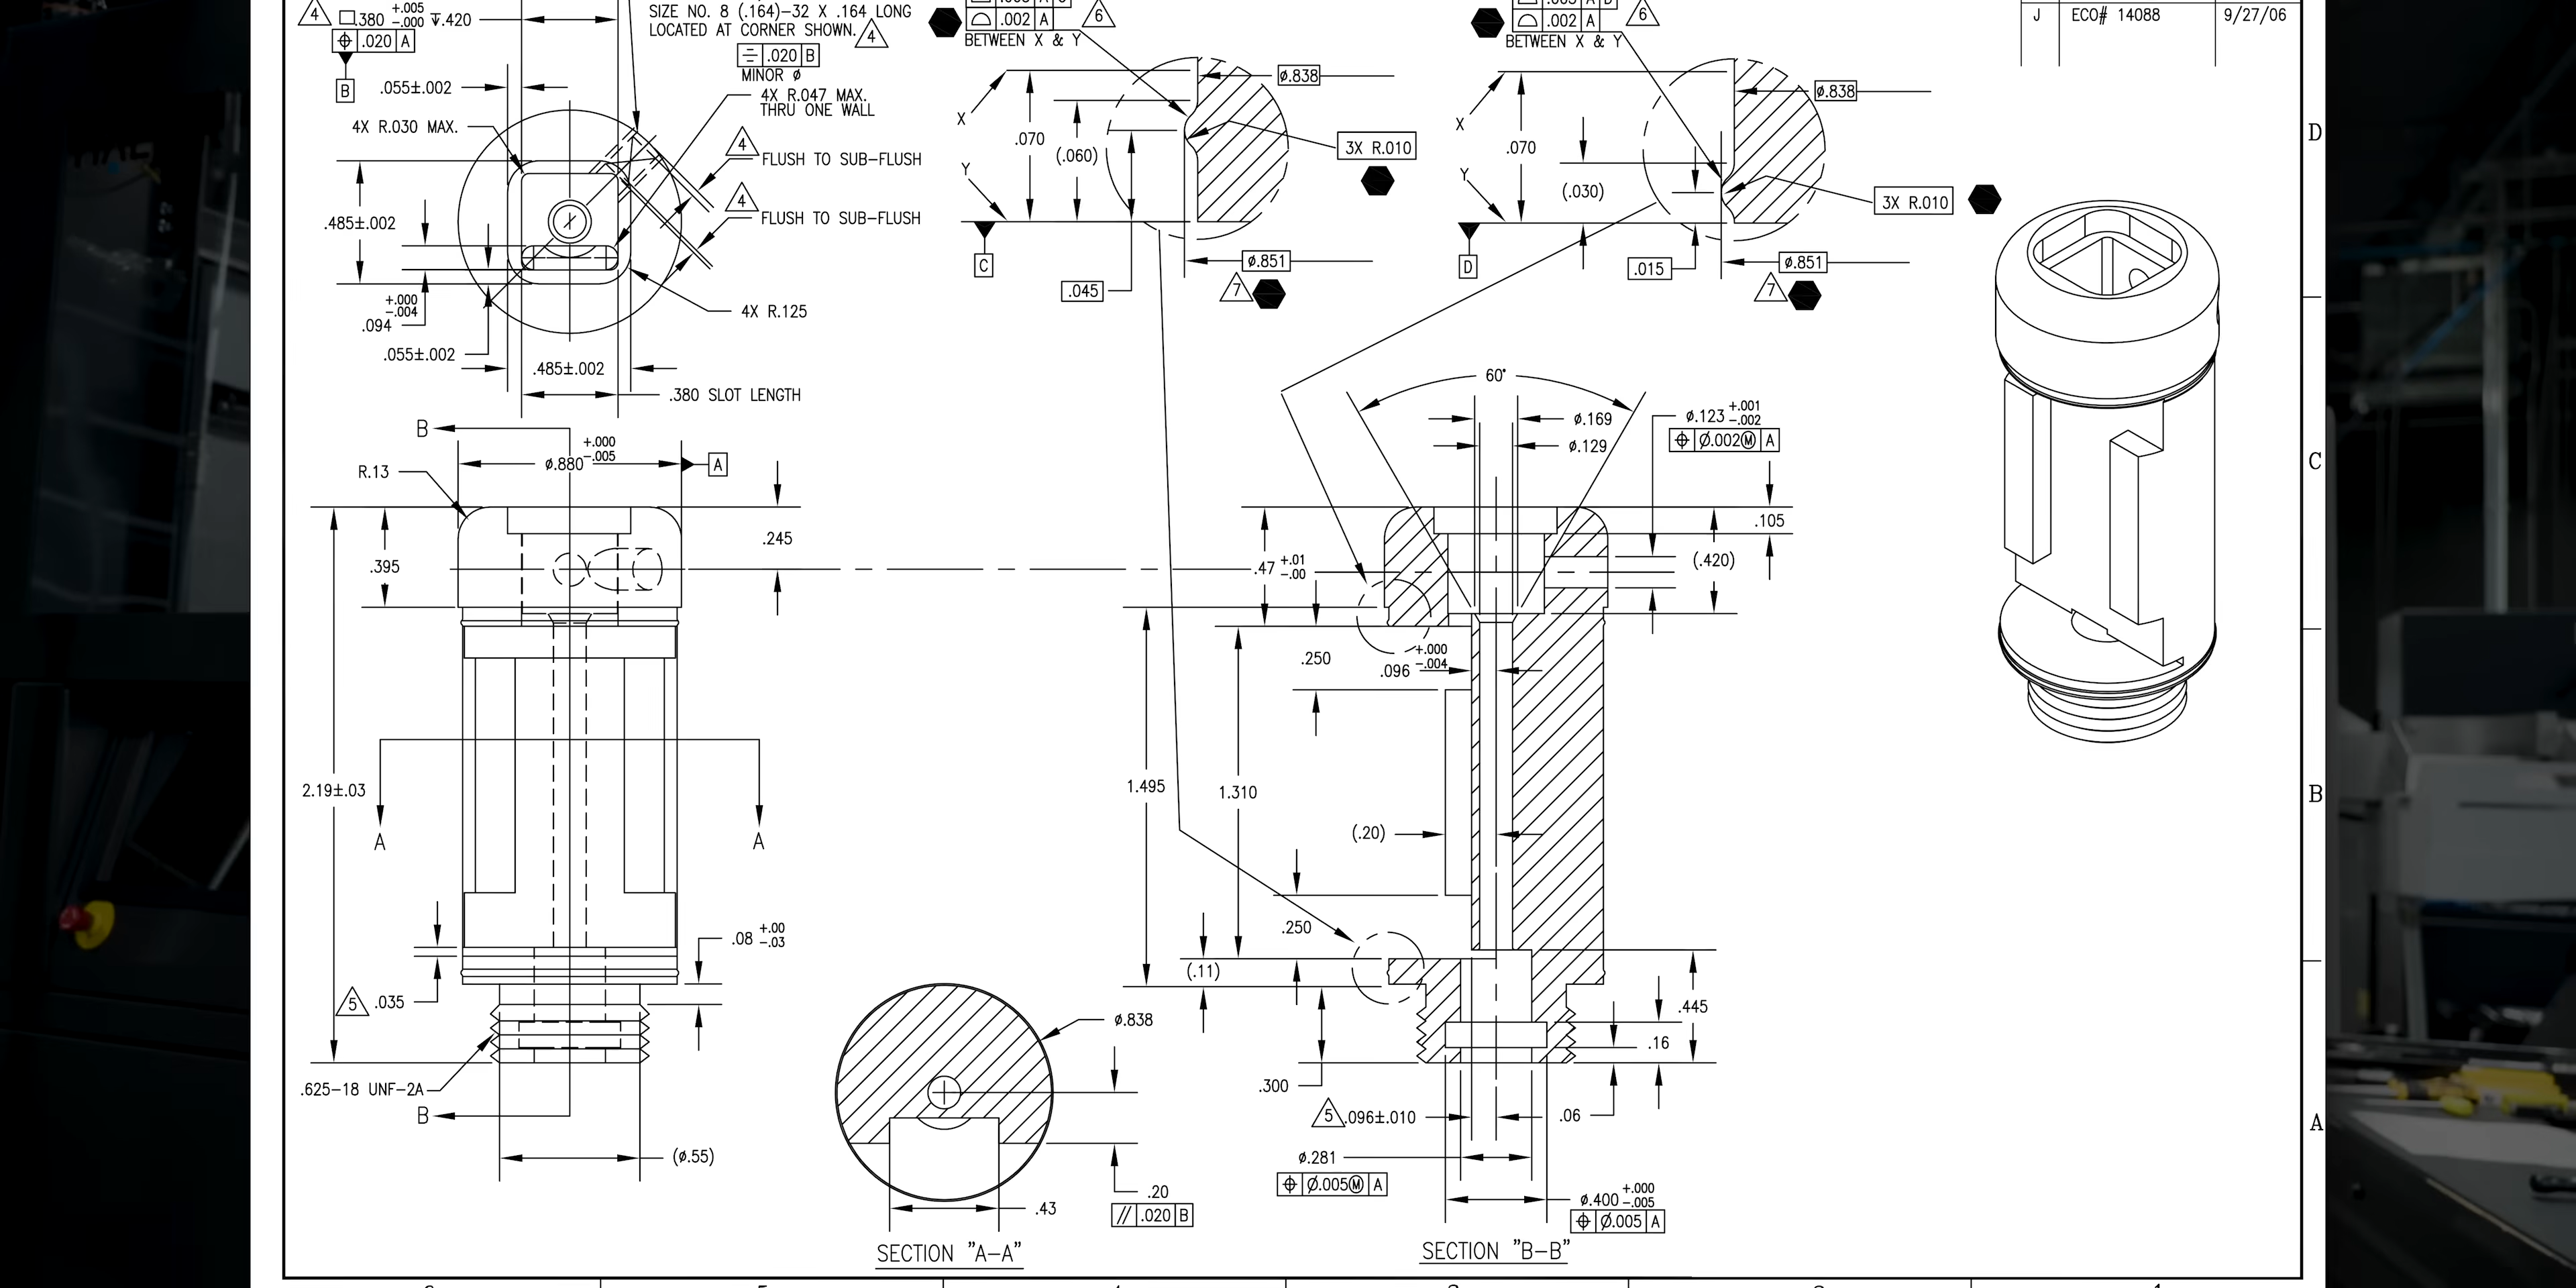 4
□.380 +.005 -.000 ↧.420
⌖ .020 A
B
.055±.002
4X R.030 MAX.
.485±.002
+.000
-.004
.094
.055±.002
.485±.002
.380 SLOT LENGTH
SIZE NO. 8 (.164)-32 X .164 LONG
LOCATED AT CORNER SHOWN.
4
⌯ .020 B
MINOR ø
4X R.047 MAX.
THRU ONE WALL
4
FLUSH TO SUB-FLUSH
4
FLUSH TO SUB-FLUSH
4X R.125
⌓ .002 A
6
BETWEEN X & Y
X
Y
.070
(.060)
ø.838
3X R.010
C
.045
ø.851
7
⌓ .002 A
6
BETWEEN X & Y
X
Y
.070
(.030)
ø.838
3X R.010
D
.015
ø.851
7
J ECO# 14088 9/27/06
D
C
B
A
B
ø.880 +.000 -.005
A
R.13
.395
.245
2.19±.03
A
A
.08 +.00 -.03
5 .035
.625-18 UNF-2A
B
(ø.55)
ø.838
.20
// .020 B
.43
SECTION "A-A"
60°
ø.169
ø.129
ø.123 +.001 -.002
⌖ Ø.002Ⓜ A
.105
(.420)
.47 +.01 -.00
.250
.096 +.000 -.004
1.495
1.310
(.20)
.250
(.11)
.445
.16
.300
5 .096±.010
.06
ø.281
⌖ Ø.005Ⓜ A
ø.400 +.000 -.005
⌖ Ø.005 A
SECTION "B-B"